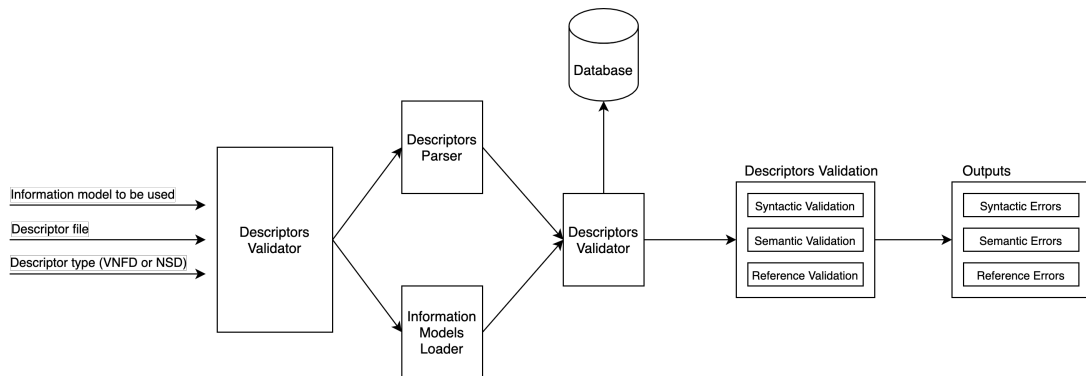 Information model to be used
Descriptor file
Descriptor type (VNFD or NSD)
Descriptors
Validator
Descriptors
Parser
Information
Models
Loader
Database
Descriptors
Validator
Descriptors Validation
Syntactic Validation
Semantic Validation
Reference Validation
Outputs
Syntactic Errors
Semantic Errors
Reference Errors